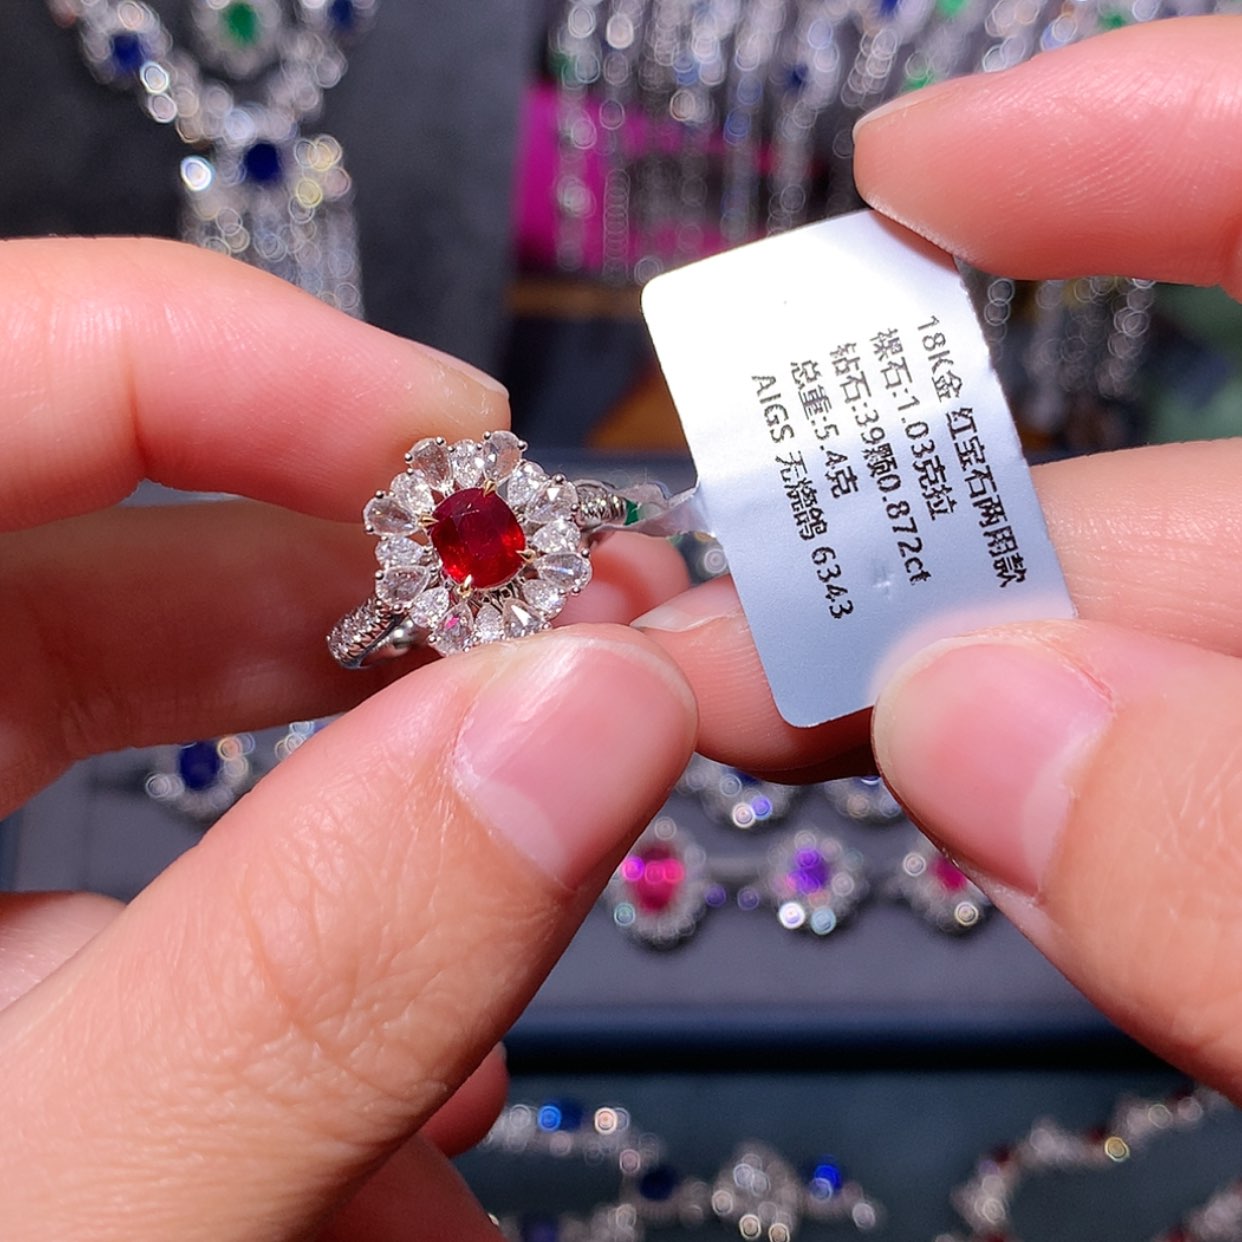 18K金 红宝石两用款
裸石:1.03克拉
钻石:39颗0.872ct
总重:5.4克
AIGS 无烧鸽 6343